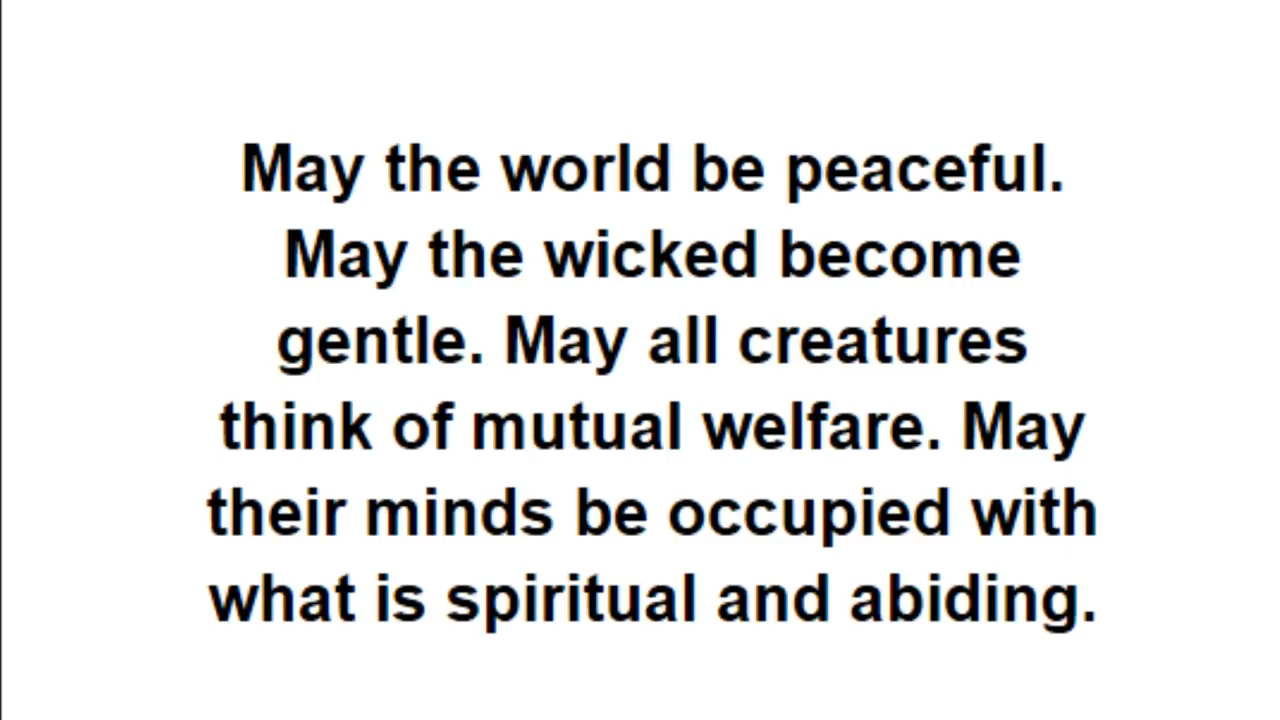 May the world be peaceful.
May the wicked become
gentle. May all creatures
think of mutual welfare. May
their minds be occupied with
what is spiritual and abiding.